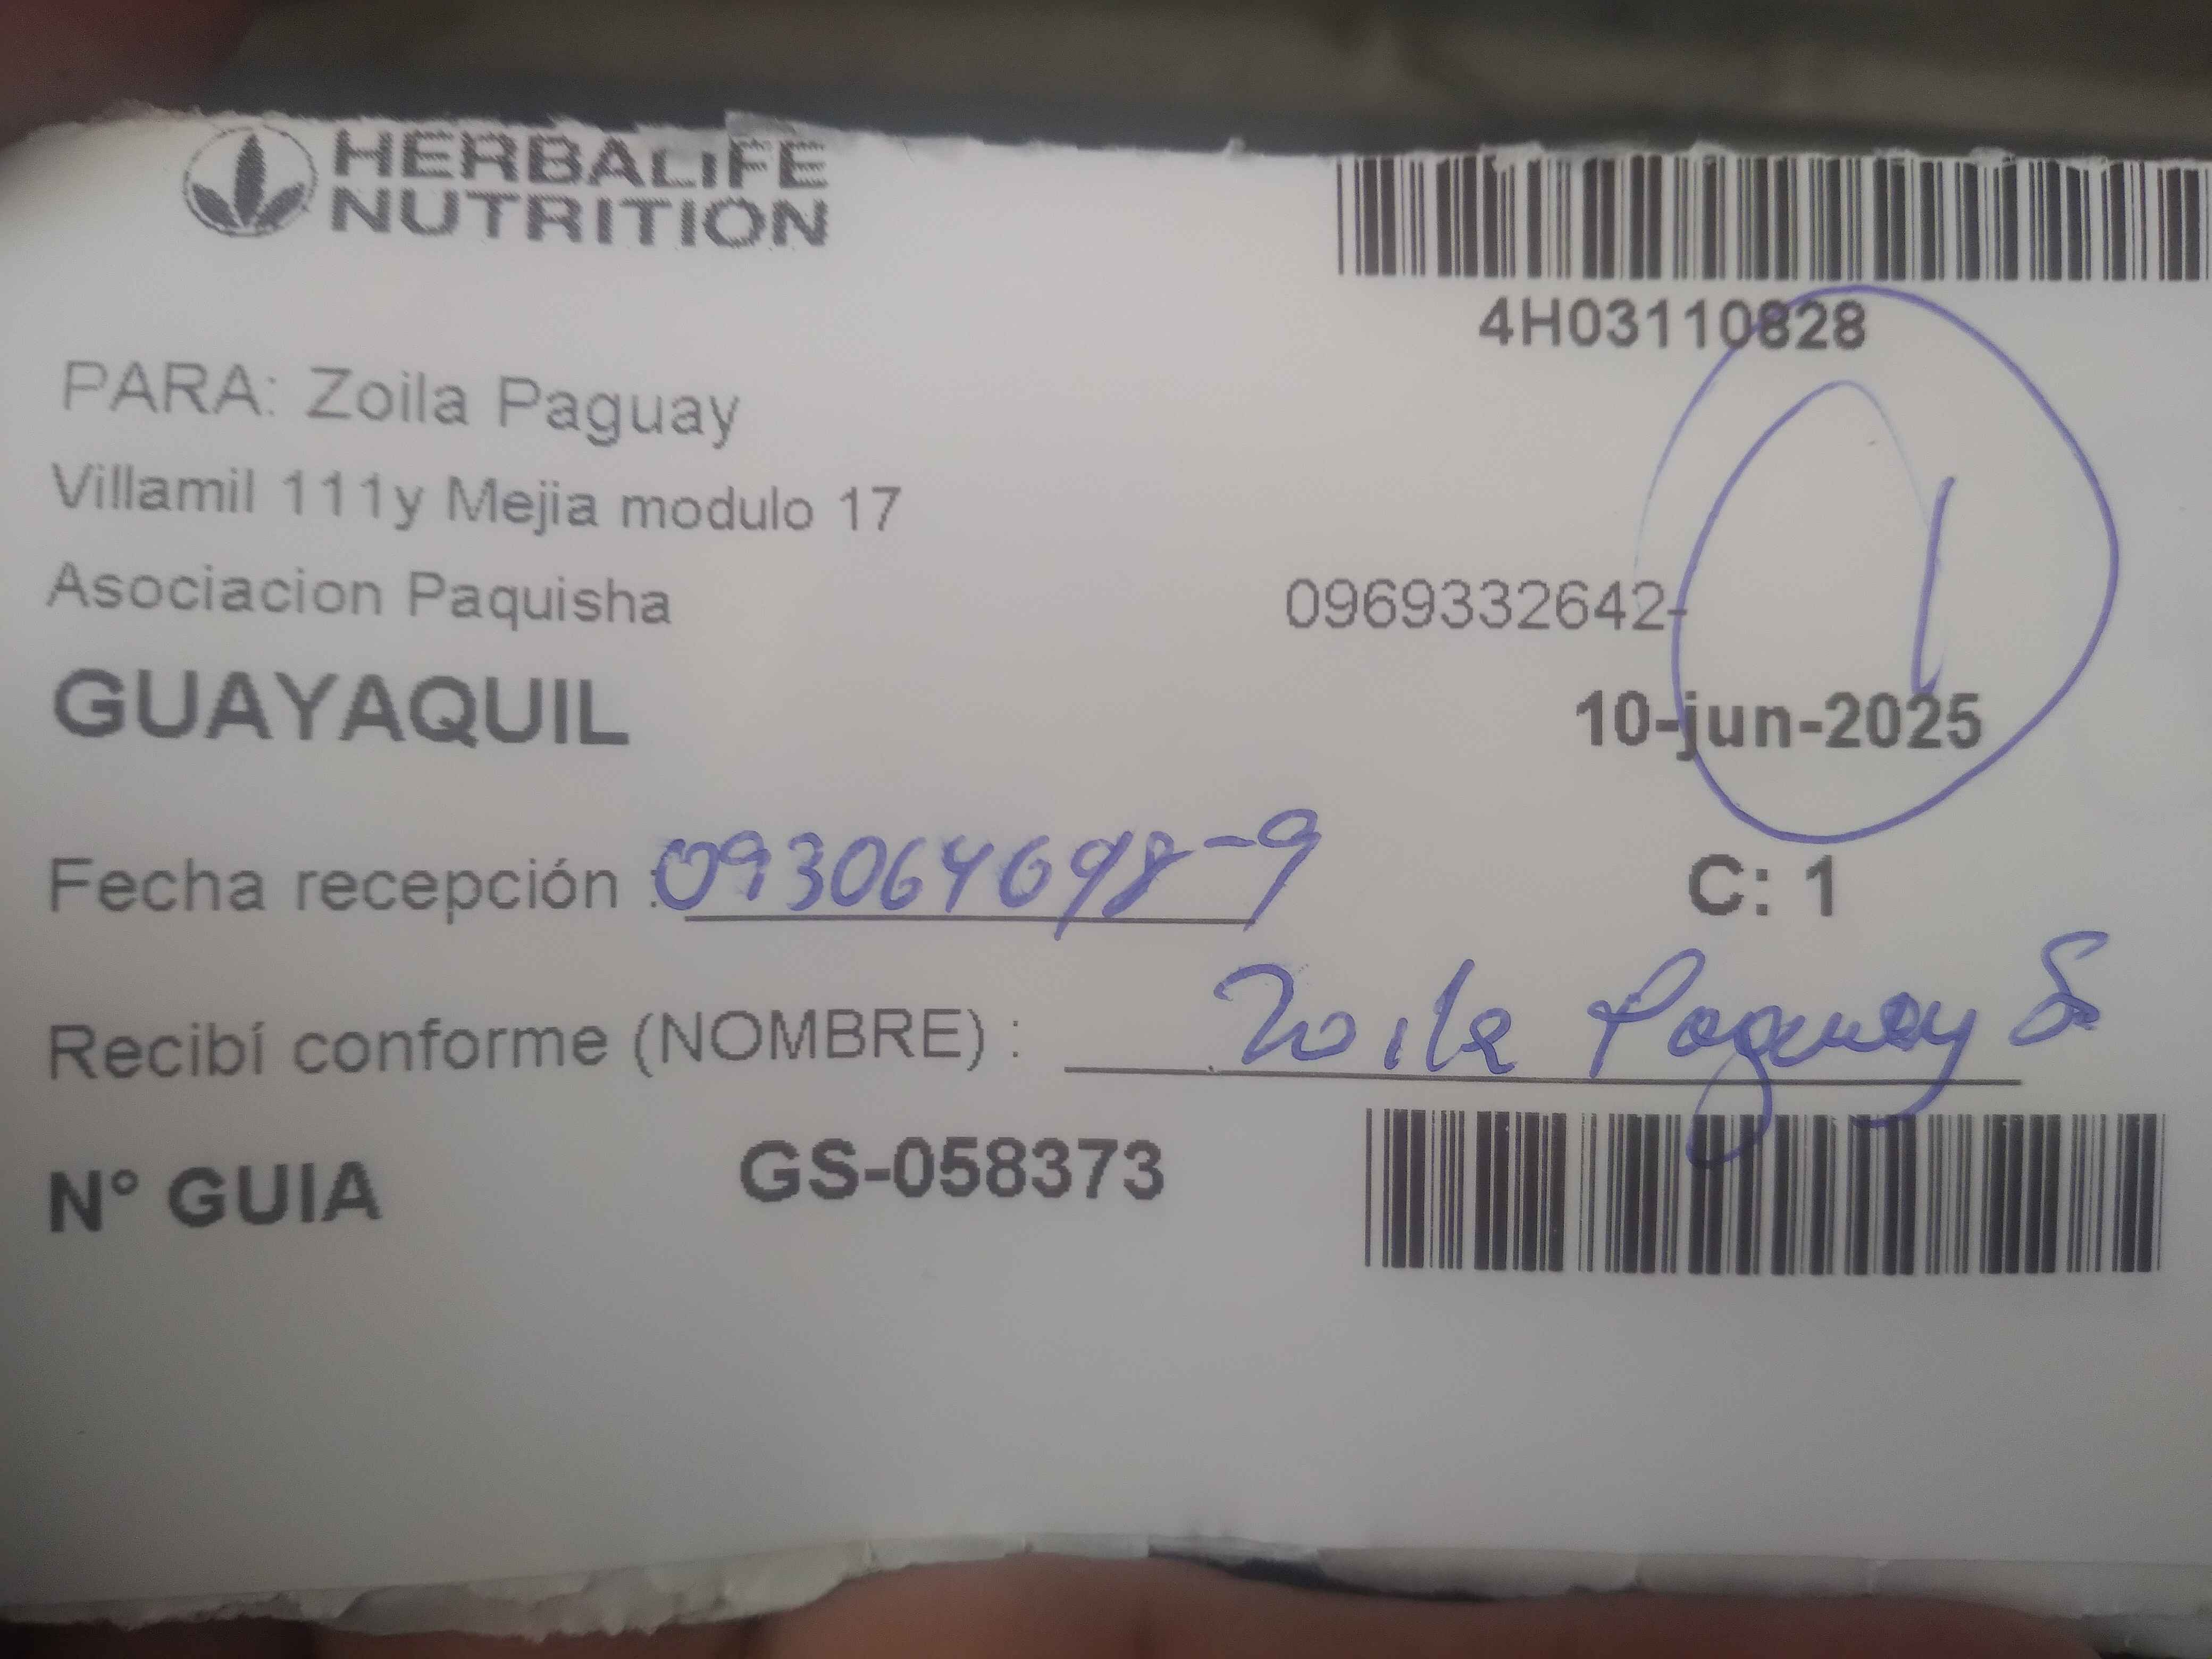 HERBALIFE
NUTRITION
4H03110828
PARA: Zoila Paguay
Villamil 111y Mejia modulo 17
Asociacion Paquisha
0969332642-
1
GUAYAQUIL
10-jun-2025
Fecha recepción : 093064698-9
C: 1
Recibí conforme (NOMBRE) : Zoila Paguay S
N° GUIA GS-058373